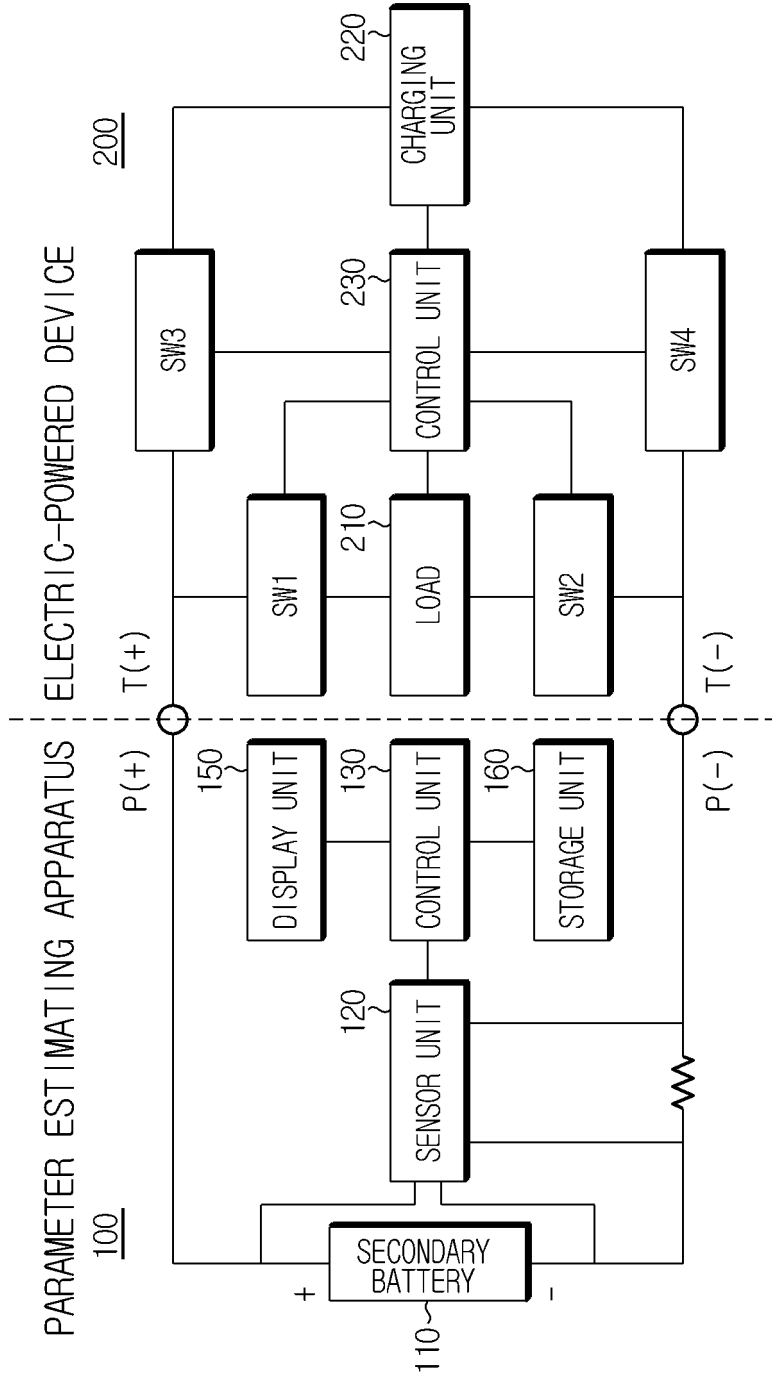 PARAMETER ESTIMATING APPARATUS
ELECTRIC-POWERED DEVICE
100
200
P(+)
T(+)
SW3
150
DISPLAY UNIT
SW1
+
SECONDARY
BATTERY
-
110
120
SENSOR UNIT
130
CONTROL UNIT
210
LOAD
230
CONTROL UNIT
220
CHARGING
UNIT
160
STORAGE UNIT
SW2
SW4
P(-)
T(-)